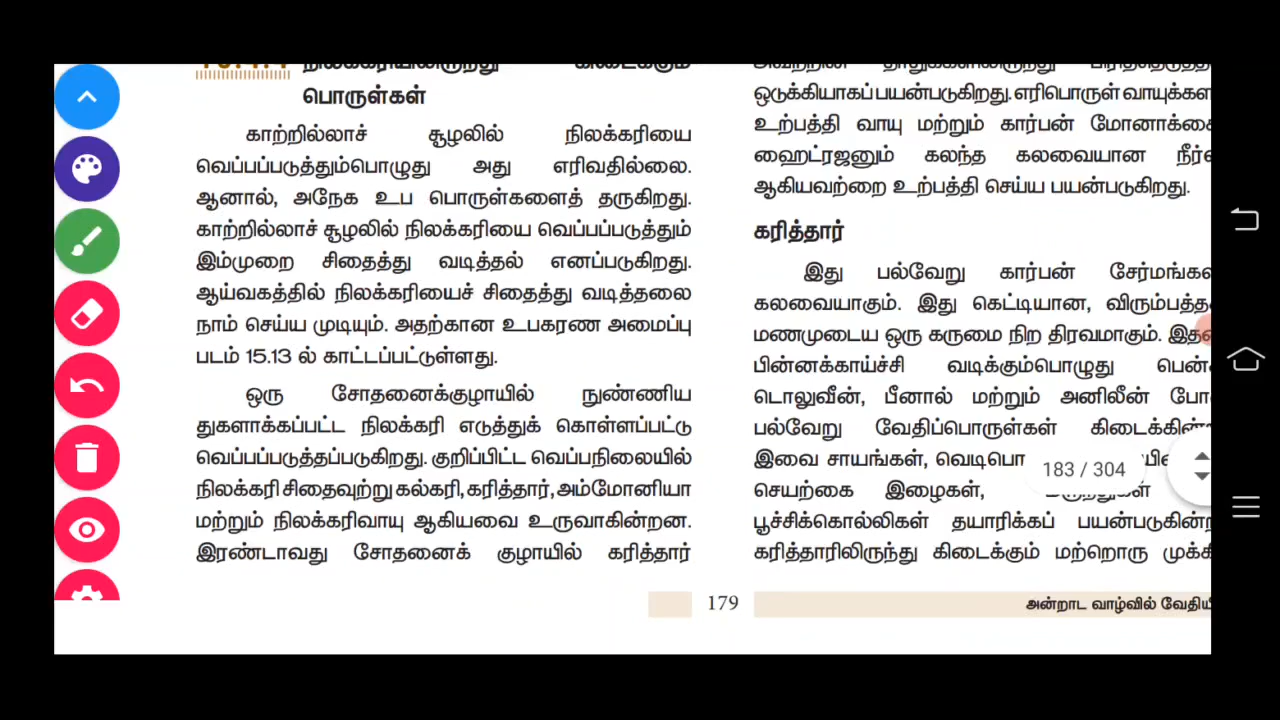 நிலக்கரியிலிருந்து கிடைக்கும்
பொருள்கள்
காற்றில்லாச் சூழலில் நிலக்கரியை
வெப்பப்படுத்தும்பொழுது அது எரிவதில்லை.
ஆனால், அநேக உப பொருள்களைத் தருகிறது.
காற்றில்லாச் சூழலில் நிலக்கரியை வெப்பப்படுத்தும்
இம்முறை சிதைத்து வடித்தல் எனப்படுகிறது.
ஆய்வகத்தில் நிலக்கரியைச் சிதைத்து வடித்தலை
நாம் செய்ய முடியும். அதற்கான உபகரண அமைப்பு
படம் 15.13 ல் காட்டப்பட்டுள்ளது.
ஒரு சோதனைக்குழாயில் நுண்ணிய
துகளாக்கப்பட்ட நிலக்கரி எடுத்துக் கொள்ளப்பட்டு
வெப்பப்படுத்தப்படுகிறது. குறிப்பிட்ட வெப்பநிலையில்
நிலக்கரி சிதைவுற்று கல்கரி, கரித்தார், அம்மோனியா
மற்றும் நிலக்கரிவாயு ஆகியவை உருவாகின்றன.
இரண்டாவது சோதனைக் குழாயில் கரித்தார்
ஒடுக்கியாகப் பயன்படுகிறது. எரிபொருள் வாயுக்கள
உற்பத்தி வாயு மற்றும் கார்பன்
ஹைட்ரஜனும் கலந்த கலவையான
ஆகியவற்றை உற்பத்தி செய்ய பயன்படுகிறது.
கரித்தார்
இது பல்வேறு கார்பன்
கலவையாகும். இது கெட்டியான,
மணமுடைய ஒரு கருமை நிற திரவமாகும்.
பின்னக்காய்ச்சி வடிக்கும்பொழுது
டொலுவீன், பீனால் மற்றும் அனிலீன்
பல்வேறு வேதிப்பொருள்கள்
இவை சாயங்கள்,
செயற்கை இழைகள்,
பூச்சிக்கொல்லிகள் தயாரிக்கப்
கரித்தாரிலிருந்து கிடைக்கும் மற்றொரு
183 / 304
179
அன்றாட வாழ்வில்